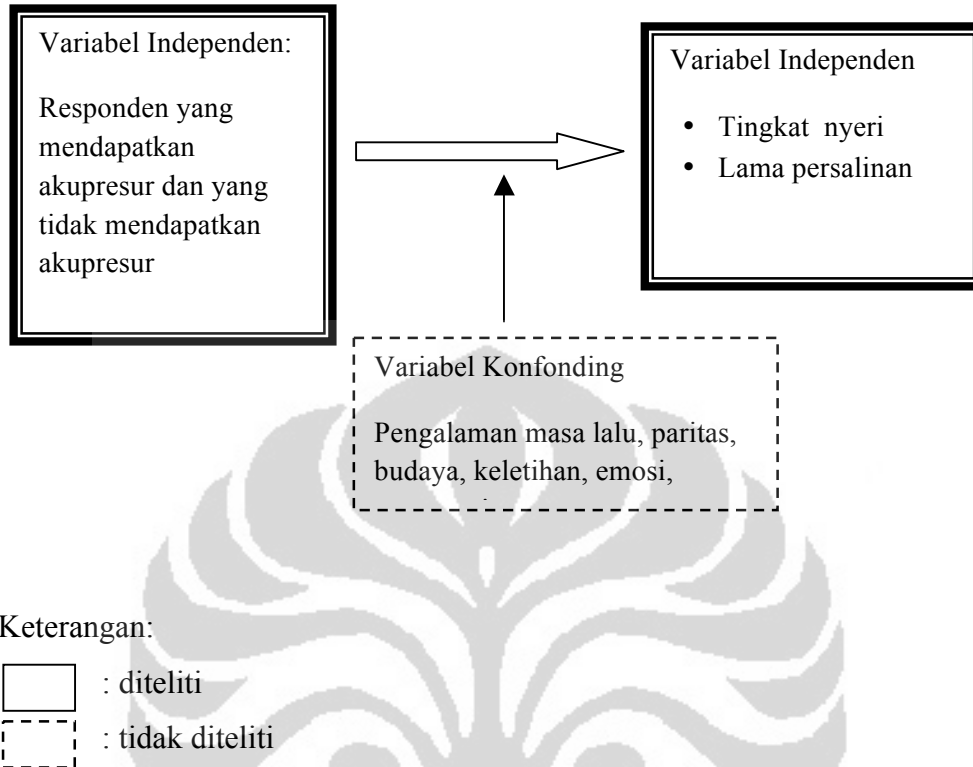 Variabel Independen:
Responden yang
mendapatkan
akupresur dan yang
tidak mendapatkan
akupresur
Variabel Independen
• Tingkat nyeri
• Lama persalinan
Variabel Konfonding
Pengalaman masa lalu, paritas,
budaya, keletihan, emosi,
Keterangan:
: diteliti
: tidak diteliti